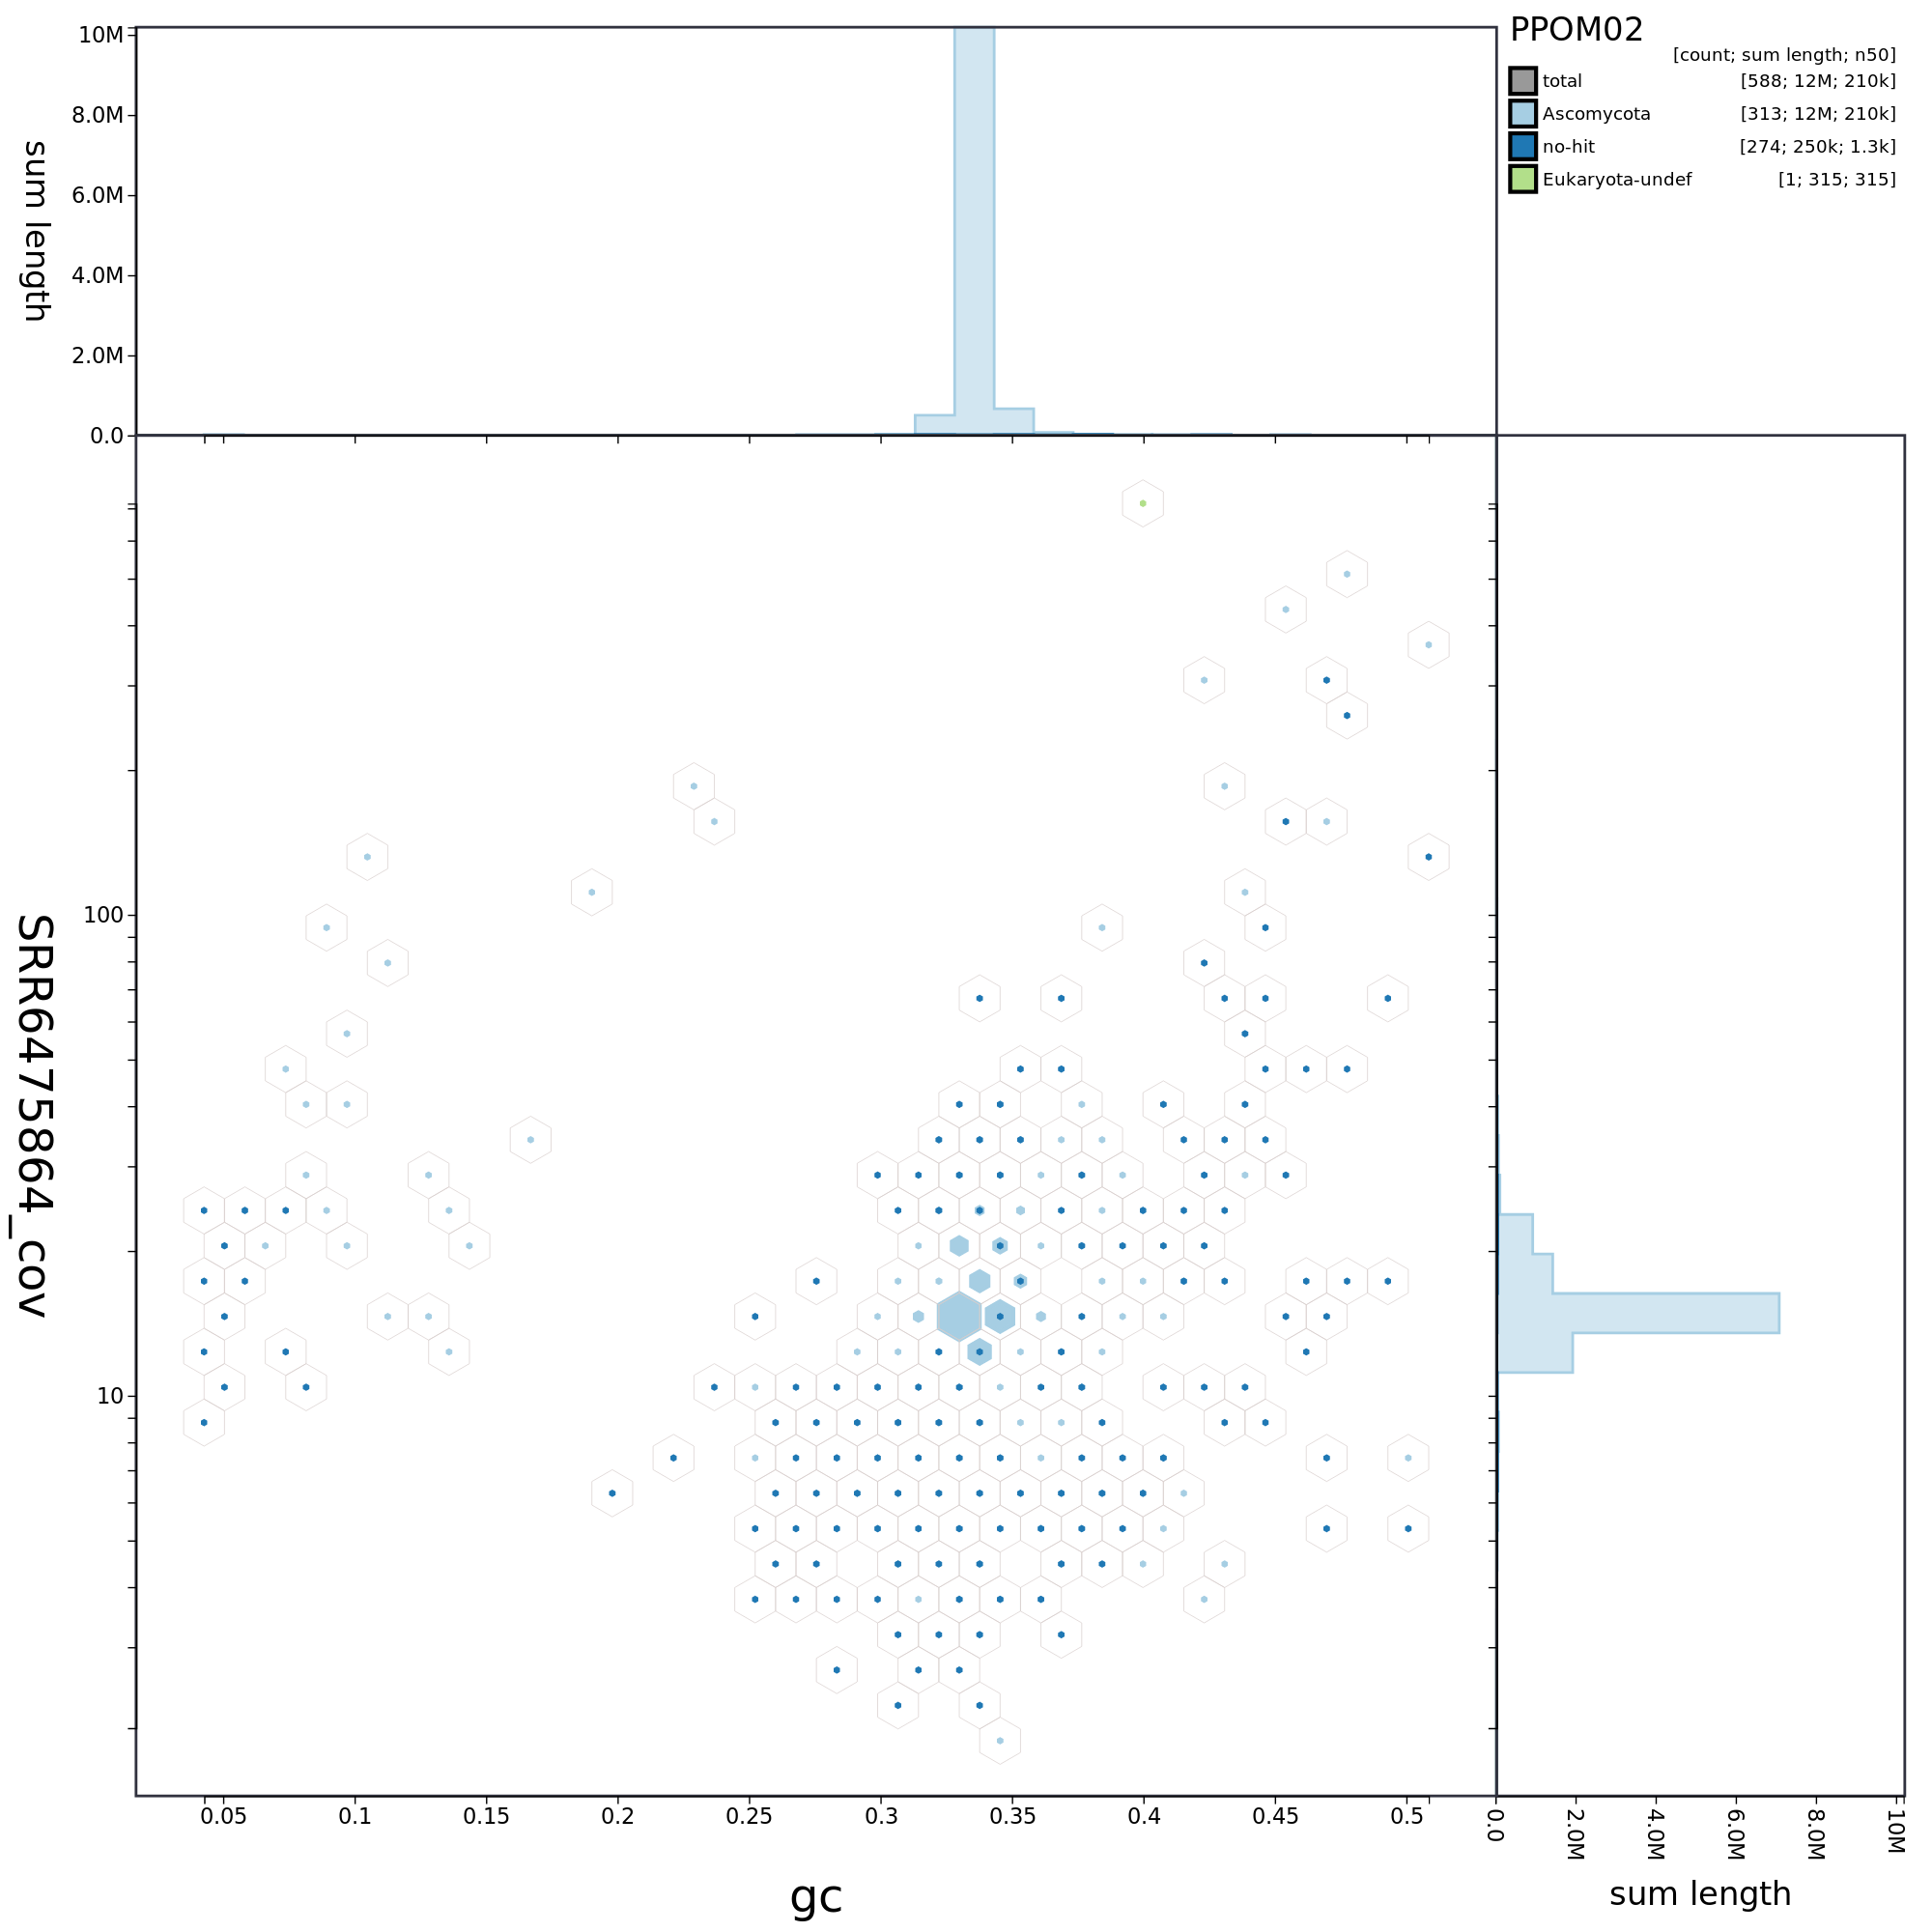 PPOM02
[count; sum length; n50]
total [588; 12M; 210k]
Ascomycota [313; 12M; 210k]
no-hit [274; 250k; 1.3k]
Eukaryota-undef [1; 315; 315]
sum length
10M
8.0M
6.0M
4.0M
2.0M
0.0
SRR6475864_cov
100
10
0.05 0.1 0.15 0.2 0.25 0.3 0.35 0.4 0.45 0.5
gc
0.0 2.0M 4.0M 6.0M 8.0M 10M
sum length